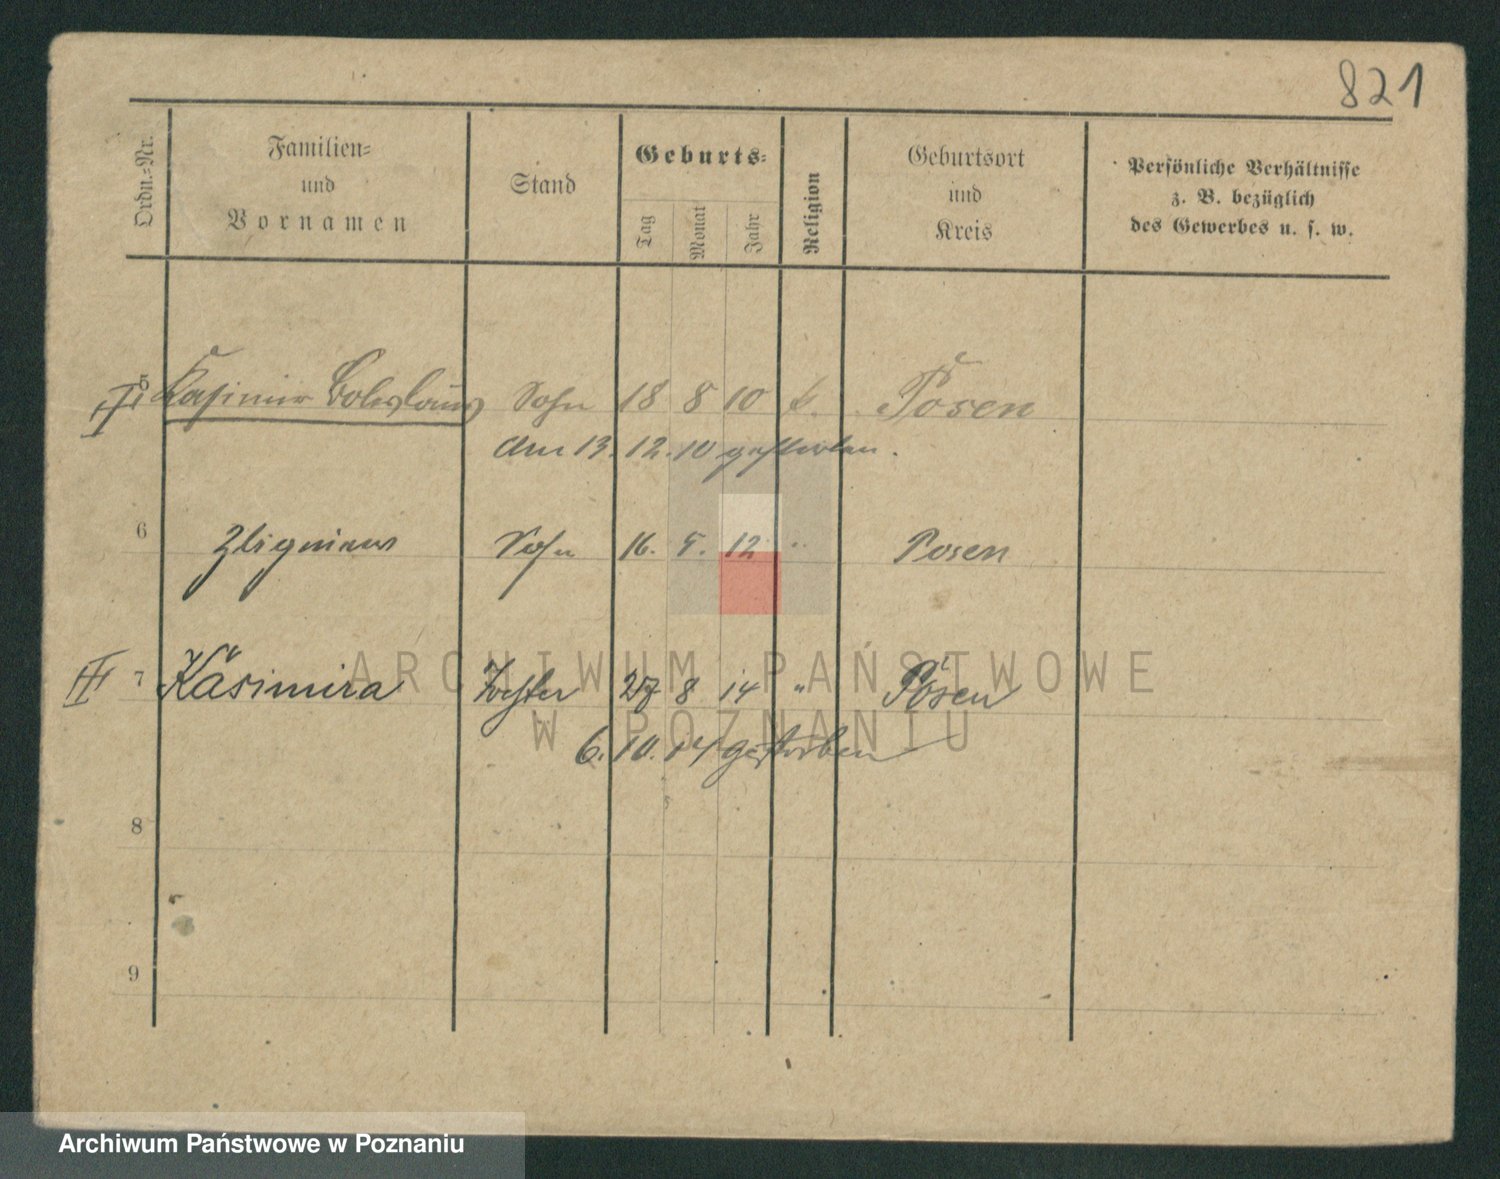 821
Ordn.-Nr.
Familien-
und
Vornamen
Stand
Geburts-
Tag
Monat
Jahr
Religion
Geburtsort
und
Kreis
Persönliche Verhältnisse
z. B. bezüglich
des Gewerbes u. s. w.
II 5 Kasimir Boleslaus Sohn 18 8 10 k. Posen
am 13. 12. 10 gestorben.
6 Zbigniew Sohn 16. 5. 12 " Posen
III 7 Kasimira Tochter 27 8 14 " Posen
6. 10. 14 gestorben
8
9
ARCHIWUM PAŃSTWOWE
W POZNANIU
Archiwum Państwowe w Poznaniu